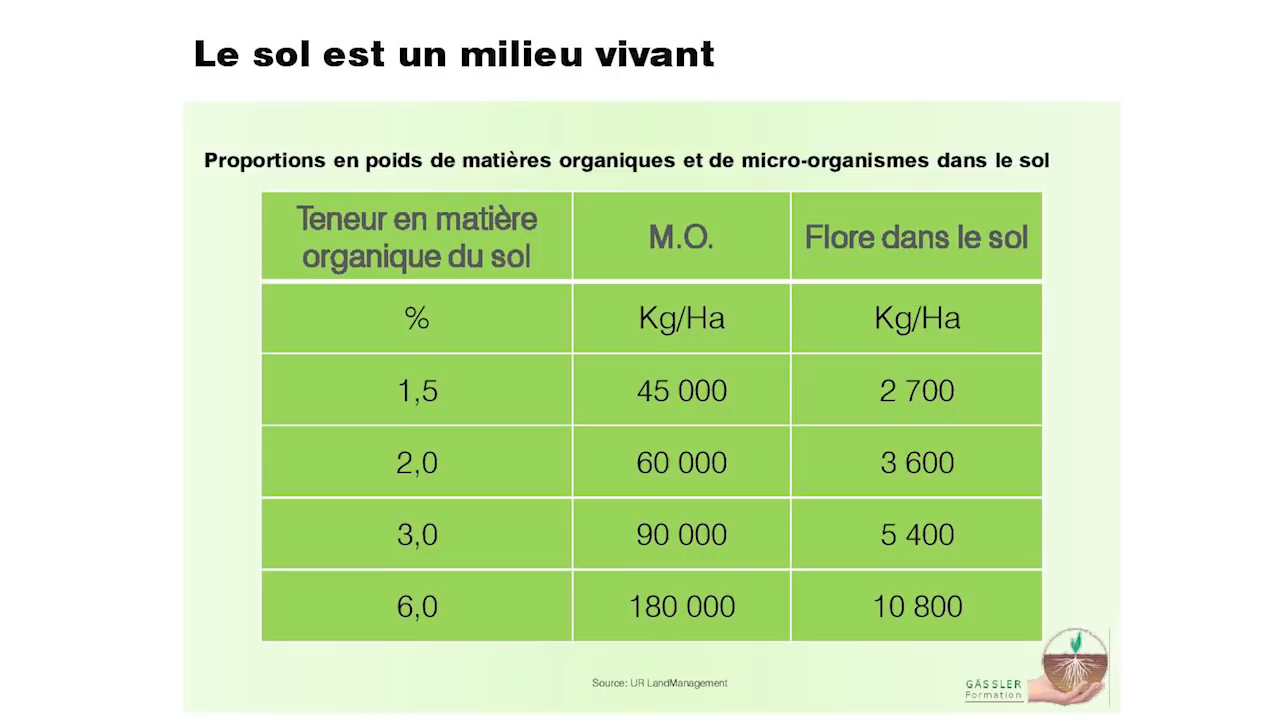 Le sol est un milieu vivant
Proportions en poids de matières organiques et de micro-organismes dans le sol
Teneur en matière organique du sol M.O. Flore dans le sol
% Kg/Ha Kg/Ha
1,5 45 000 2 700
2,0 60 000 3 600
3,0 90 000 5 400
6,0 180 000 10 800
Source: UR LandManagement
GÄSSLER
Formation